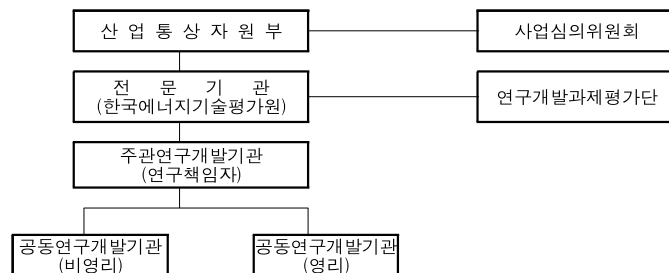 산 업 통 상 자 원 부
사업심의위원회
전 문 기 관
(한국에너지기술평가원)
연구개발과제평가단
주관연구개발기관
(연구책임자)
공동연구개발기관
(비영리)
공동연구개발기관
(영리)